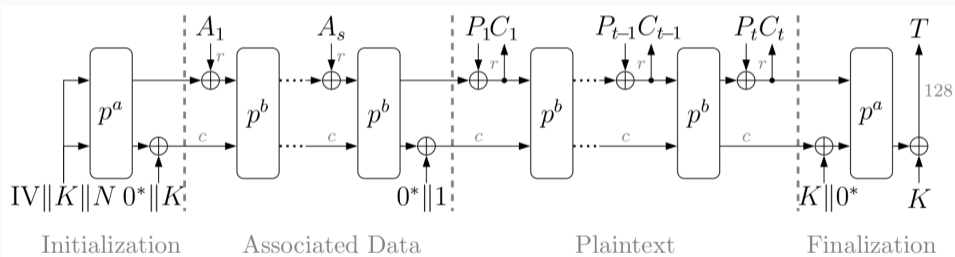 A₁ Aₛ P₁C₁ Pₜ₋₁Cₜ₋₁ PₜCₜ T
r r r r r
pᵃ pᵇ pᵇ pᵇ pᵇ pᵃ 128
c c c c c
IV‖K‖N 0*‖K 0*‖1 K‖0* K
Initialization Associated Data Plaintext Finalization